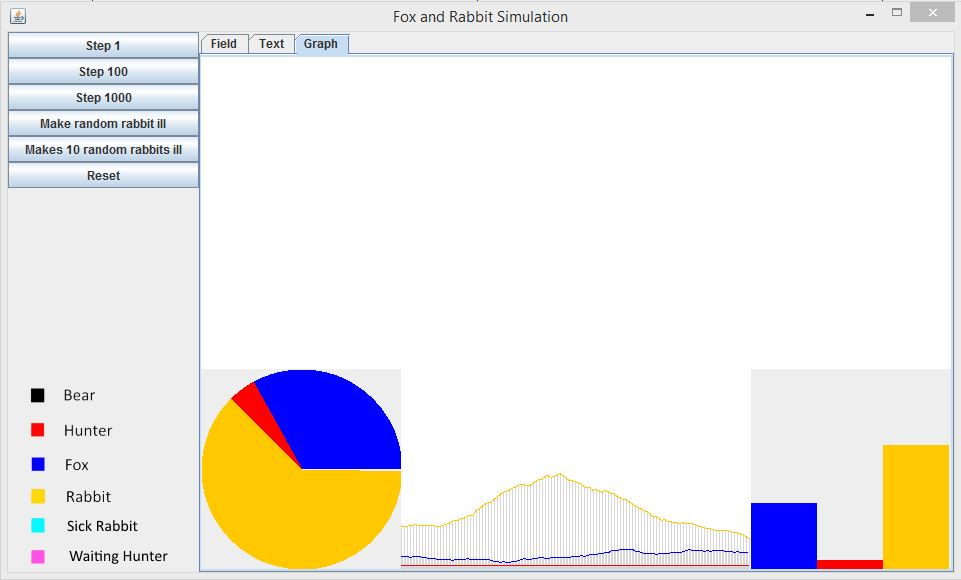 Fox and Rabbit Simulation
Step 1
Step 100
Step 1000
Make random rabbit ill
Makes 10 random rabbits ill
Reset
Field Text Graph
Bear
Hunter
Fox
Rabbit
Sick Rabbit
Waiting Hunter